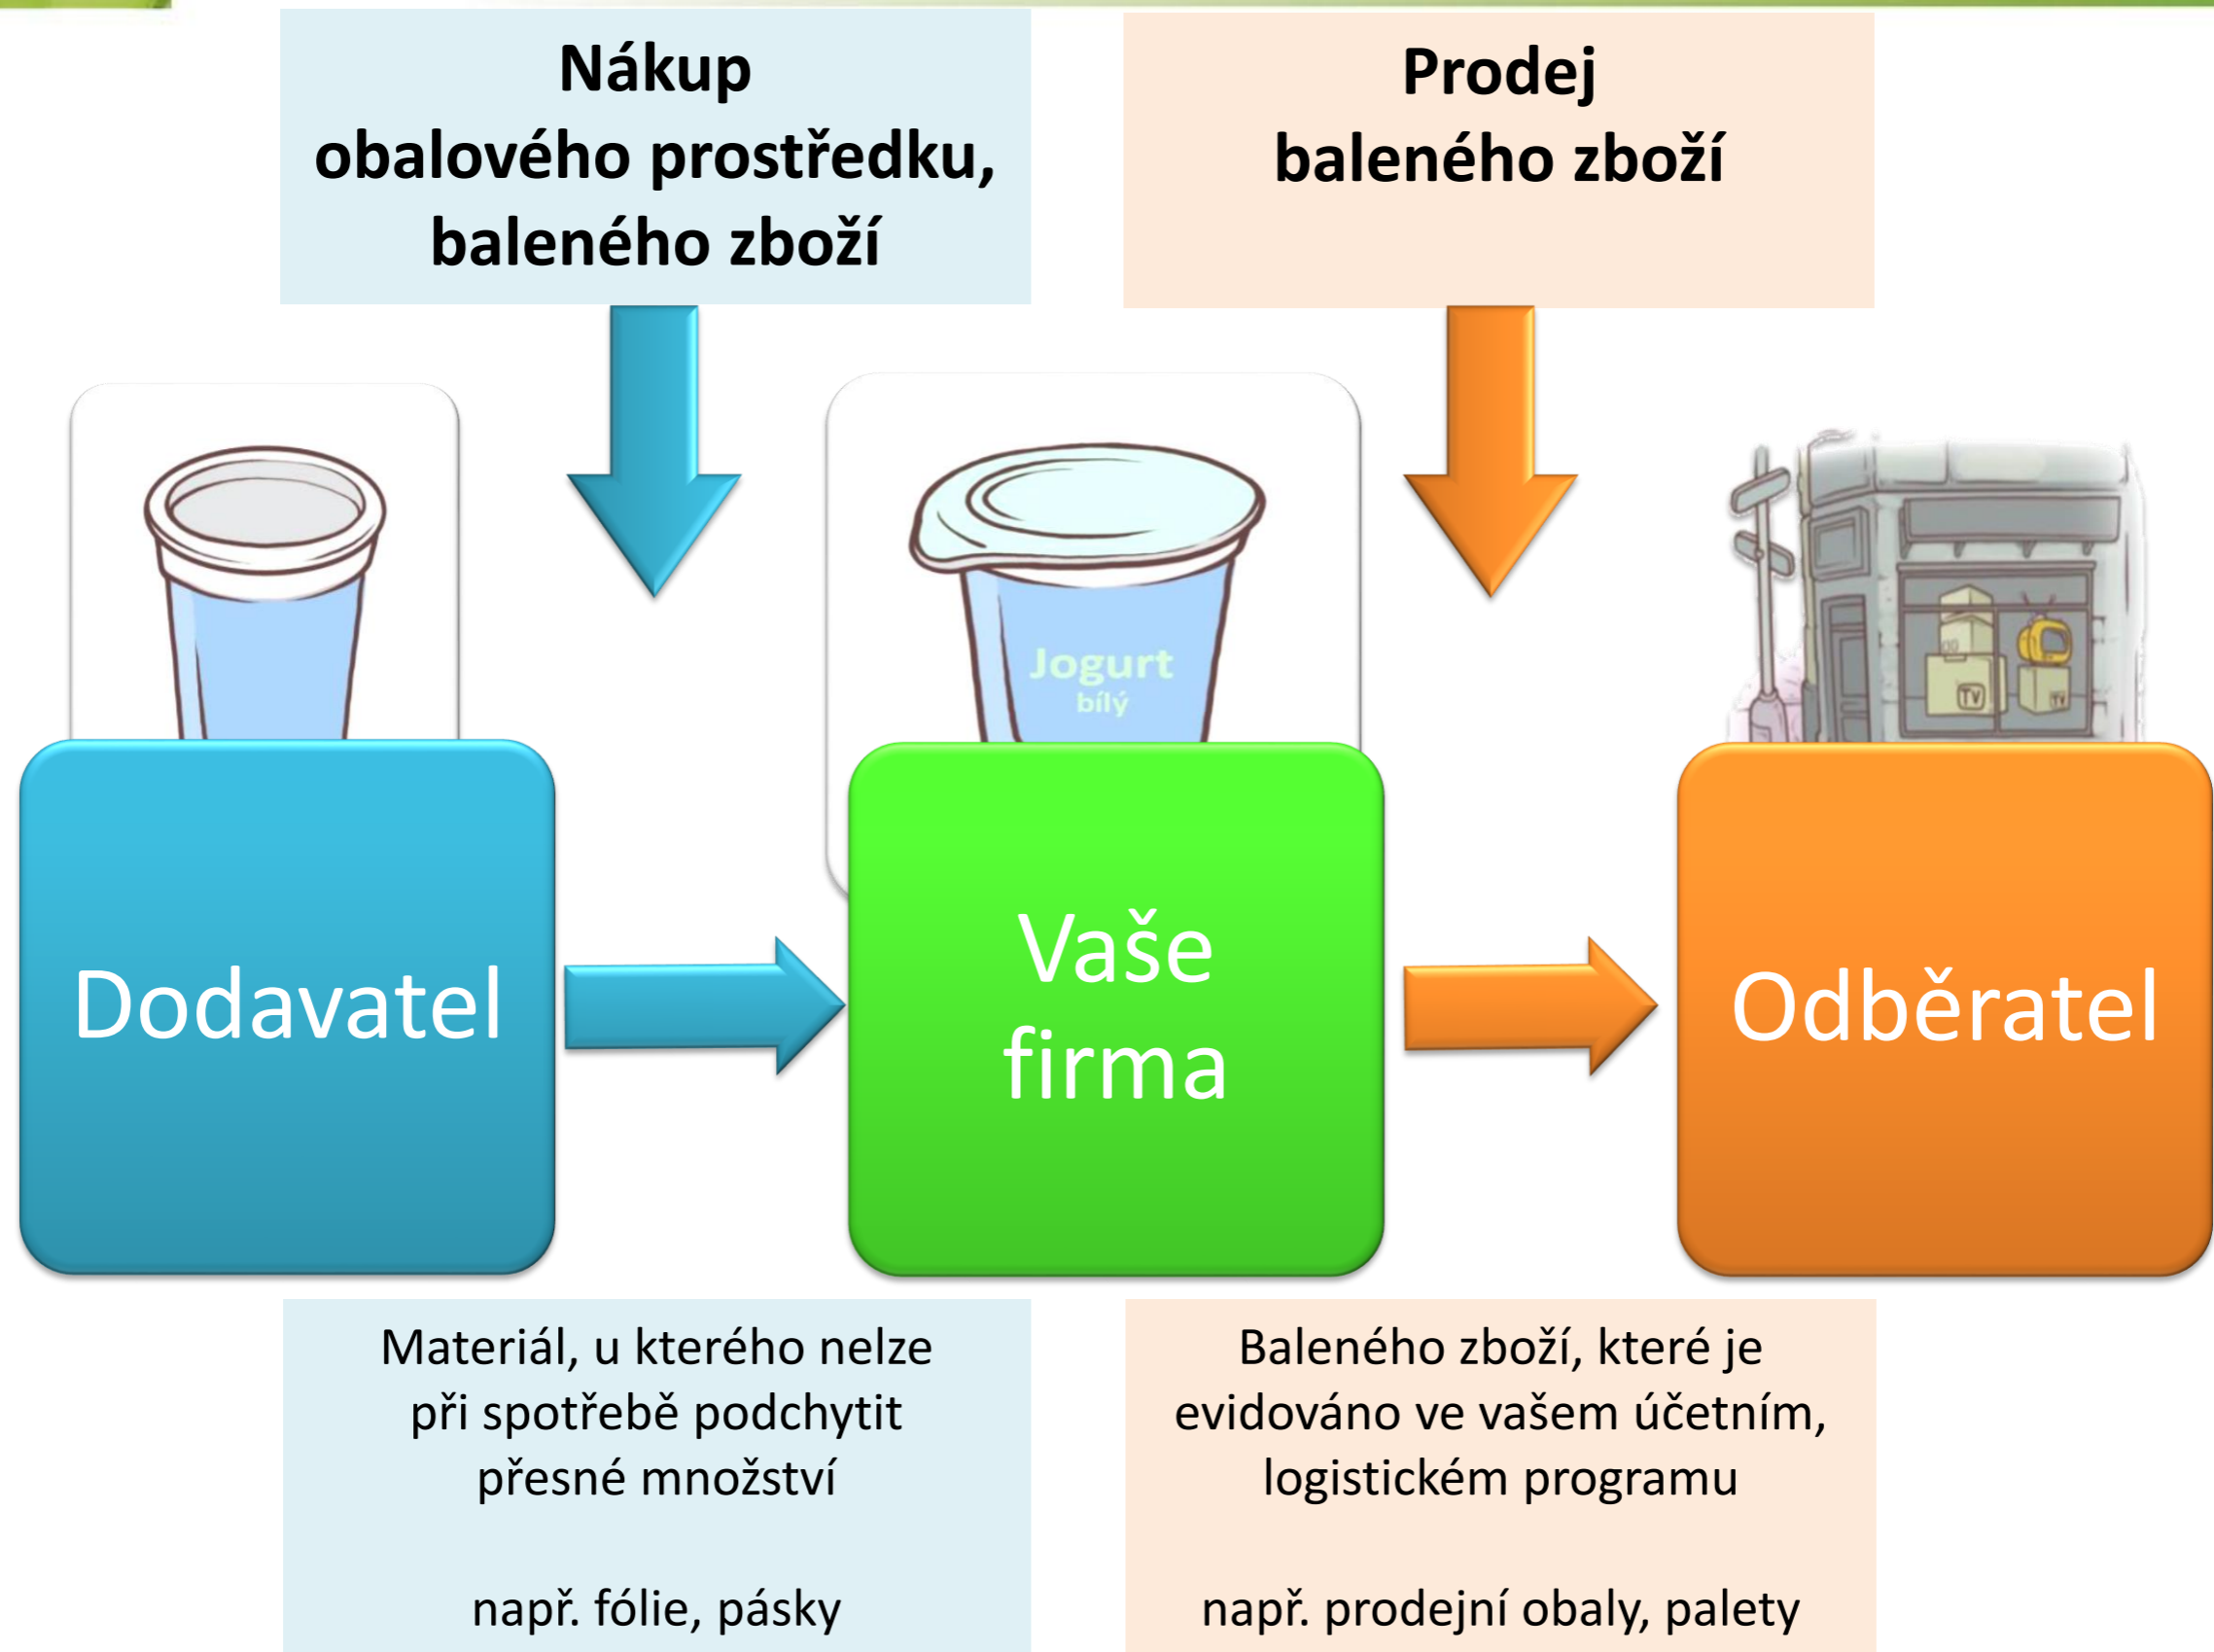 Nákup
obalového prostředku,
baleného zboží
Prodej
baleného zboží
Jogurt
bílý
TV
TV
Dodavatel
Vaše
firma
Odběratel
Materiál, u kterého nelze
při spotřebě podchytit
přesné množství
např. fólie, pásky
Baleného zboží, které je
evidováno ve vašem účetním,
logistickém programu
např. prodejní obaly, palety